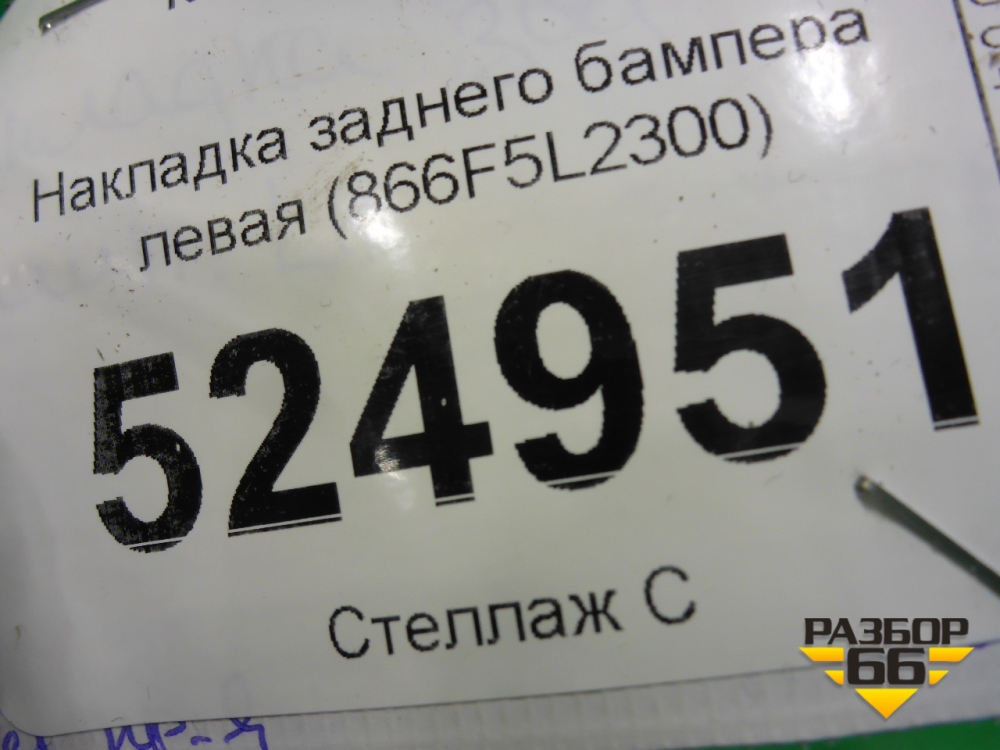 Накладка заднего бампера
левая (866F5L2300)
524951
Стеллаж С
РАЗБОР
66